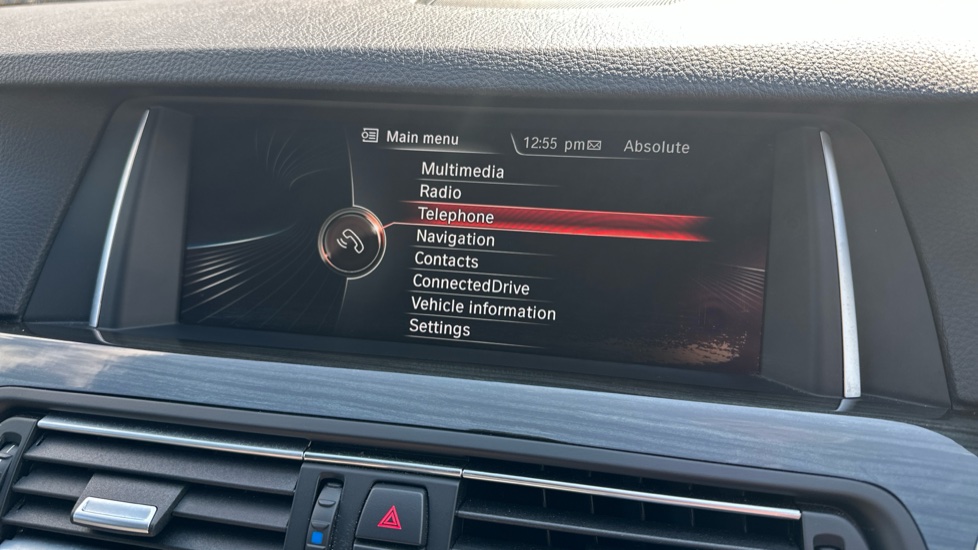 Main menu
12:55 pm
Absolute
Multimedia
Radio
Telephone
Navigation
Contacts
ConnectedDrive
Vehicle information
Settings